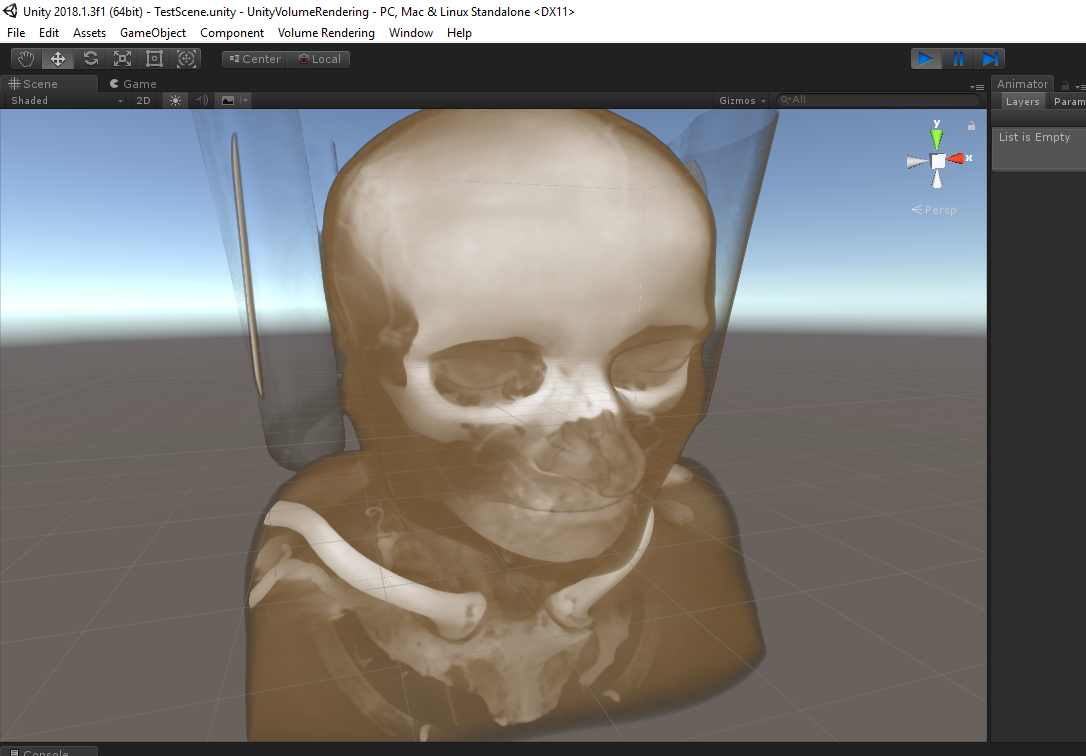 Unity 2018.1.3f1 (64bit) - TestScene.unity - UnityVolumeRendering - PC, Mac & Linux Standalone <DX11>
File Edit Assets GameObject Component Volume Rendering Window Help
Center Local
Scene Game
Animator
Shaded 2D Gizmos All
Layers Param
List is Empty
y
x
Persp
Console